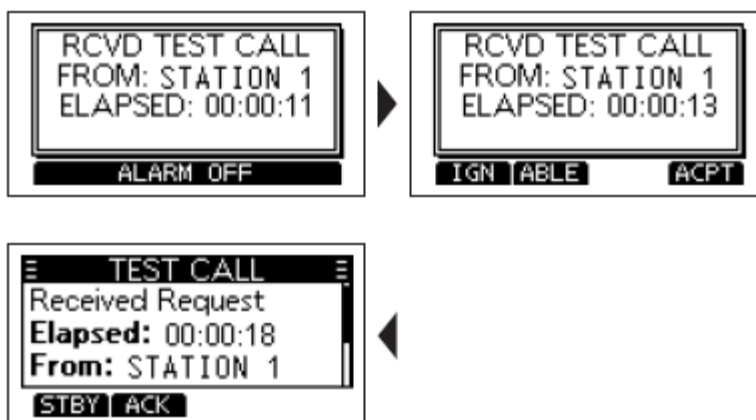 RCVD TEST CALL
FROM: STATION 1
ELAPSED: 00:00:11
ALARM OFF
RCVD TEST CALL
FROM: STATION 1
ELAPSED: 00:00:13
IGN ABLE ACPT
TEST CALL
Received Request
Elapsed: 00:00:18
From: STATION 1
STBY ACK